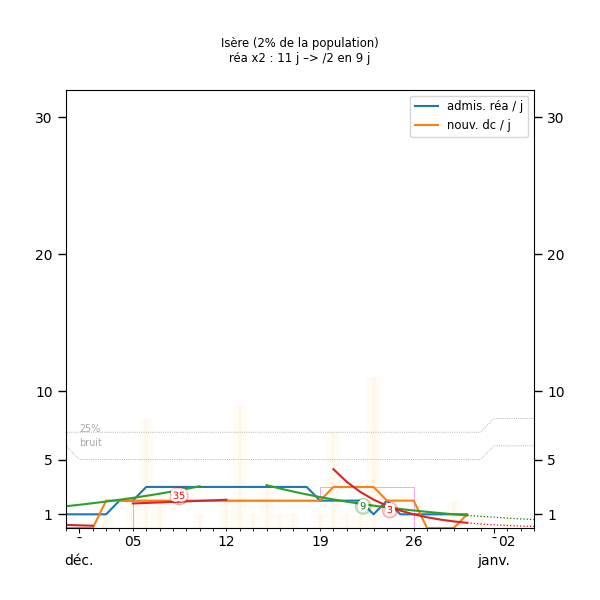 Isère (2% de la population)
réa x2 : 11 j –> /2 en 9 j
admis. réa / j
nouv. dc / j
30 30
20 20
10 10
25%
bruit
5 5
35
9
3
1 1
- 05 12 19 26 - 02
déc. janv.